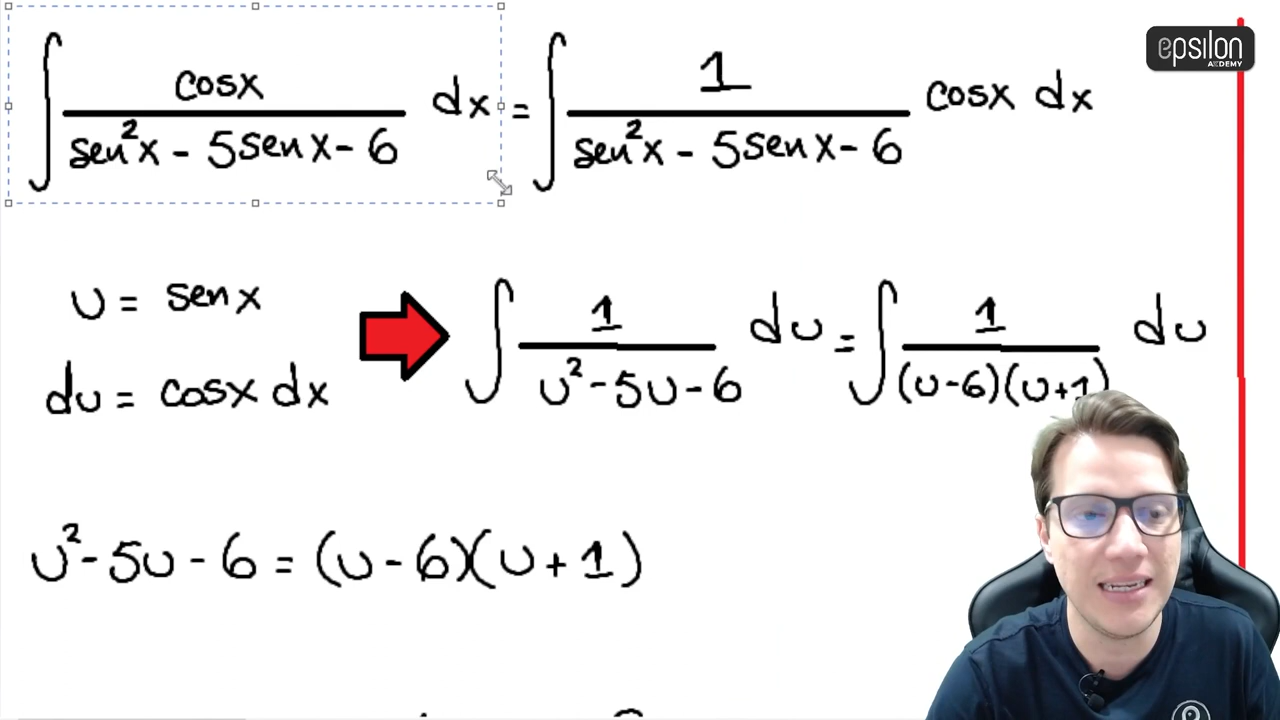 epsilon
ACADEMY
∫ cosx / (sen²x - 5senx - 6) dx = ∫ 1 / (sen²x - 5senx - 6) cosx dx
u = senx
du = cosx dx
∫ 1 / (u² - 5u - 6) du = ∫ 1 / ((u-6)(u+1)) du
u² - 5u - 6 = (u - 6)(u + 1)